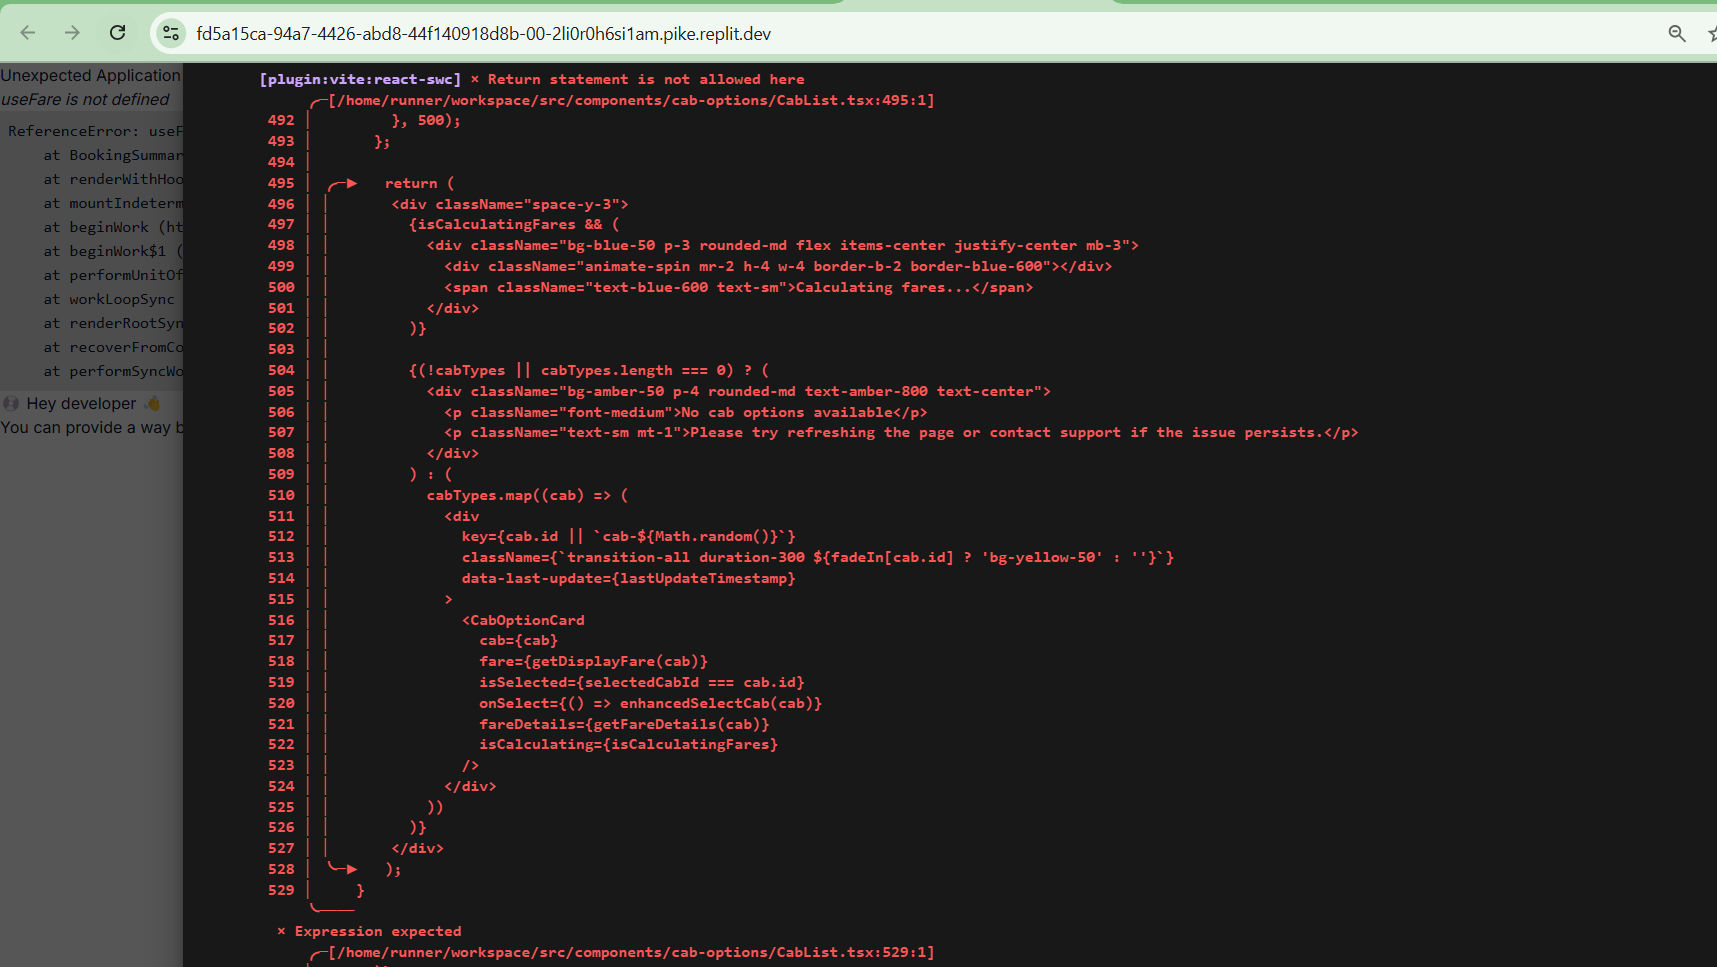 fd5a15ca-94a7-4426-abd8-44f140918d8b-00-2li0r0h6si1am.pike.replit.dev
Unexpected Application
useFare is not defined
ReferenceError: useF
at BookingSummar
at renderWithHoo
at mountIndeterm
at beginWork (ht
at beginWork$1 (
at performUnitOf
at workLoopSync
at renderRootSyn
at recoverFromCo
at performSyncWo
💿 Hey developer 👋
You can provide a way b
[plugin:vite:react-swc] × Return statement is not allowed here
╭─[/home/runner/workspace/src/components/cab-options/CabList.tsx:495:1]
492 │ }, 500);
493 │ };
494 │
495 │ ╭─▶ return (
496 │ │ <div className="space-y-3">
497 │ │ {isCalculatingFares && (
498 │ │ <div className="bg-blue-50 p-3 rounded-md flex items-center justify-center mb-3">
499 │ │ <div className="animate-spin mr-2 h-4 w-4 border-b-2 border-blue-600"></div>
500 │ │ <span className="text-blue-600 text-sm">Calculating fares...</span>
501 │ │ </div>
502 │ │ )}
503 │ │
504 │ │ {(!cabTypes || cabTypes.length === 0) ? (
505 │ │ <div className="bg-amber-50 p-4 rounded-md text-amber-800 text-center">
506 │ │ <p className="font-medium">No cab options available</p>
507 │ │ <p className="text-sm mt-1">Please try refreshing the page or contact support if the issue persists.</p>
508 │ │ </div>
509 │ │ ) : (
510 │ │ cabTypes.map((cab) => (
511 │ │ <div
512 │ │ key={cab.id || `cab-${Math.random()}`}
513 │ │ className={`transition-all duration-300 ${fadeIn[cab.id] ? 'bg-yellow-50' : ''}`}
514 │ │ data-last-update={lastUpdateTimestamp}
515 │ │ >
516 │ │ <CabOptionCard
517 │ │ cab={cab}
518 │ │ fare={getDisplayFare(cab)}
519 │ │ isSelected={selectedCabId === cab.id}
520 │ │ onSelect={() => enhancedSelectCab(cab)}
521 │ │ fareDetails={getFareDetails(cab)}
522 │ │ isCalculating={isCalculatingFares}
523 │ │ />
524 │ │ </div>
525 │ │ ))
526 │ │ )}
527 │ │ </div>
528 │ ╰─▶ );
529 │ }
╰────
× Expression expected
╭─[/home/runner/workspace/src/components/cab-options/CabList.tsx:529:1]